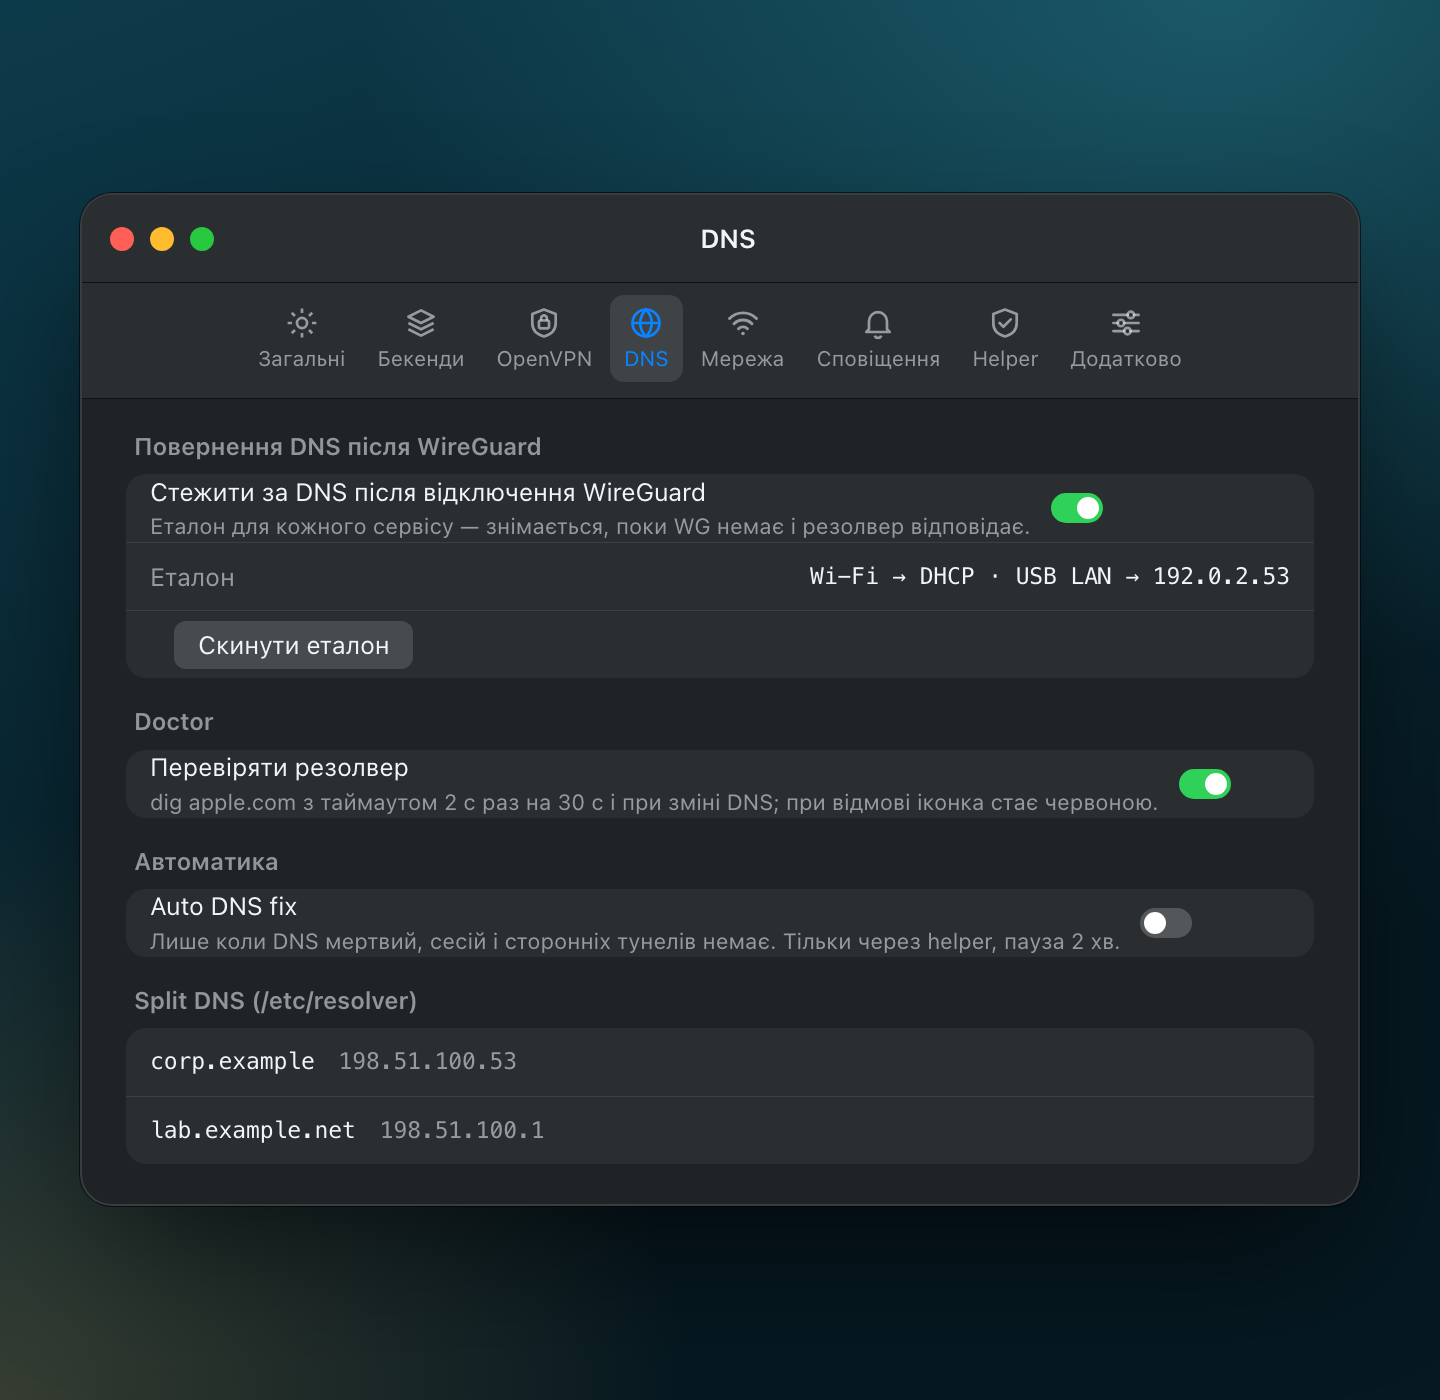 DNS
Загальні
Бекенди
OpenVPN
DNS
Мережа
Сповіщення
Helper
Додатково
Повернення DNS після WireGuard
Стежити за DNS після відключення WireGuard
Еталон для кожного сервісу — знімається, поки WG немає і резолвер відповідає.
Еталон
Wi-Fi → DHCP · USB LAN → 192.0.2.53
Скинути еталон
Doctor
Перевіряти резолвер
dig apple.com з таймаутом 2 с раз на 30 с і при зміні DNS; при відмові іконка стає червоною.
Автоматика
Auto DNS fix
Лише коли DNS мертвий, сесій і сторонніх тунелів немає. Тільки через helper, пауза 2 хв.
Split DNS (/etc/resolver)
corp.example 198.51.100.53
lab.example.net 198.51.100.1